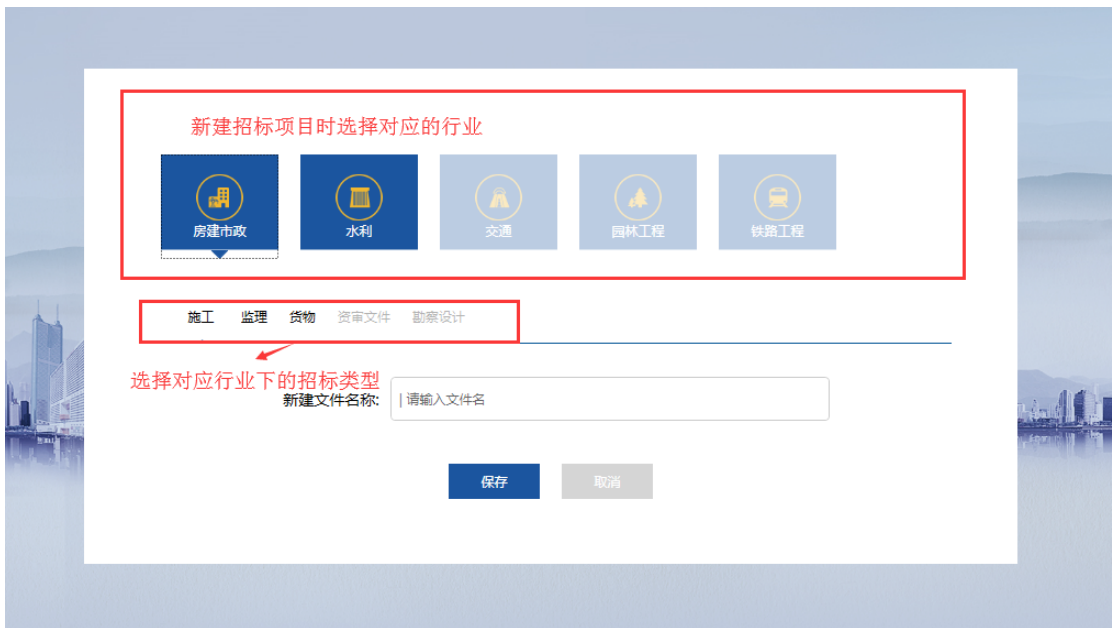 新建招标项目时选择对应的行业
房建市政 水利 交通 园林工程 铁路工程
施工 监理 货物 资审文件 勘察设计
选择对应行业下的招标类型
新建文件名称: | 请输入文件名
保存 取消